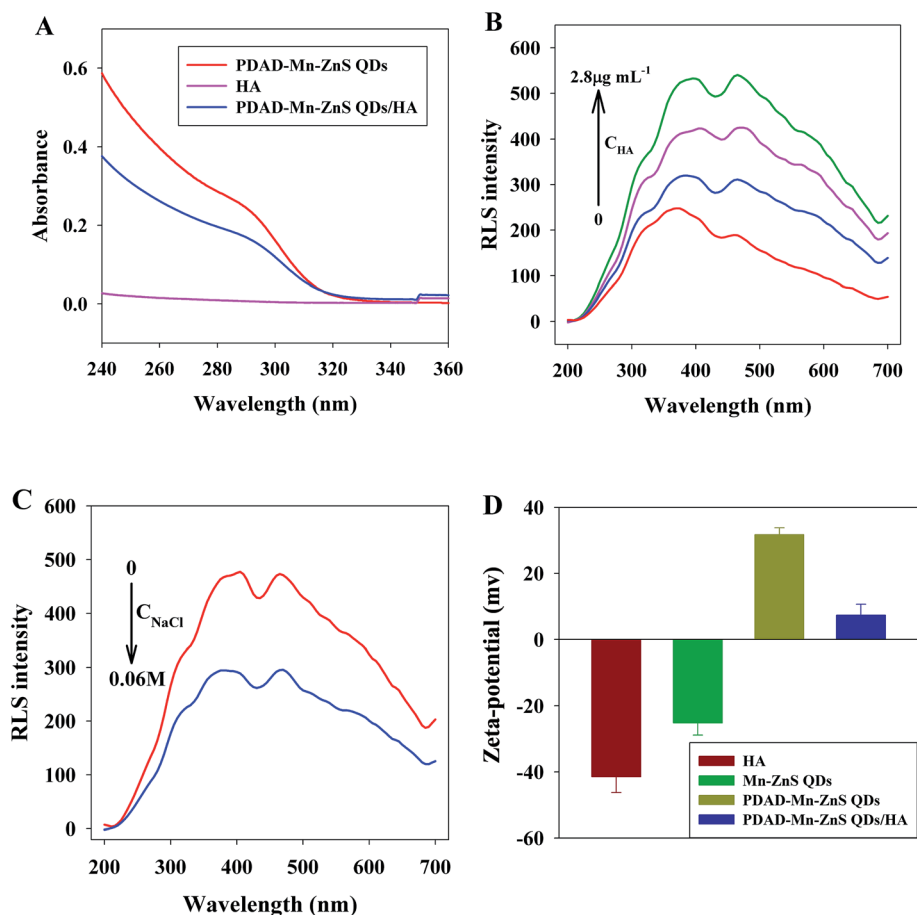 A
PDAD-Mn-ZnS QDs
HA
PDAD-Mn-ZnS QDs/HA
Absorbance
0.6
0.4
0.2
0.0
240 260 280 300 320 340 360
Wavelength (nm)
B
2.8μg mL⁻¹
C_HA
0
RLS intensity
600
500
400
300
200
100
0
200 300 400 500 600 700
Wavelength (nm)
C
0
C_NaCl
0.06M
RLS intensity
600
500
400
300
200
100
0
200 300 400 500 600 700
Wavelength (nm)
D
Zeta-potential (mv)
40
20
0
-20
-40
-60
HA
Mn-ZnS QDs
PDAD-Mn-ZnS QDs
PDAD-Mn-ZnS QDs/HA